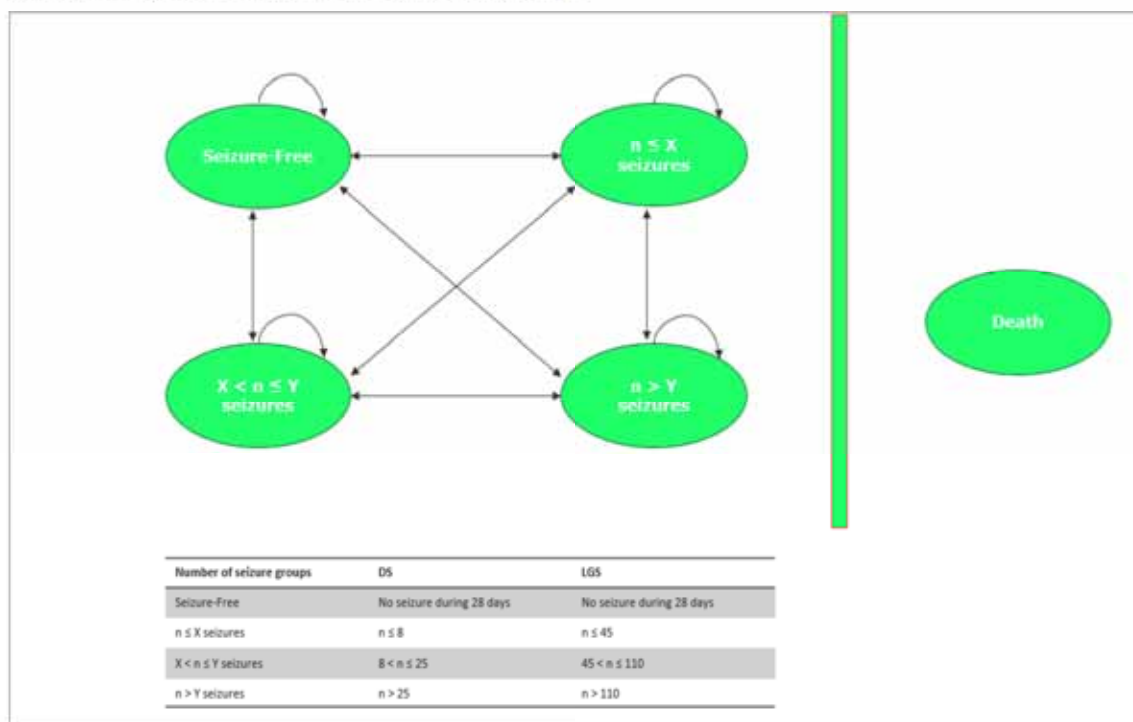 Seizure-Free
n ≤ X
seizures
X < n ≤ Y
seizures
n > Y
seizures
Death
Number of seizure groups DS LGS
Seizure-Free No seizure during 28 days No seizure during 28 days
n ≤ X seizures n ≤ 8 n ≤ 45
X < n ≤ Y seizures 8 < n ≤ 25 45 < n ≤ 110
n > Y seizures n > 25 n > 110